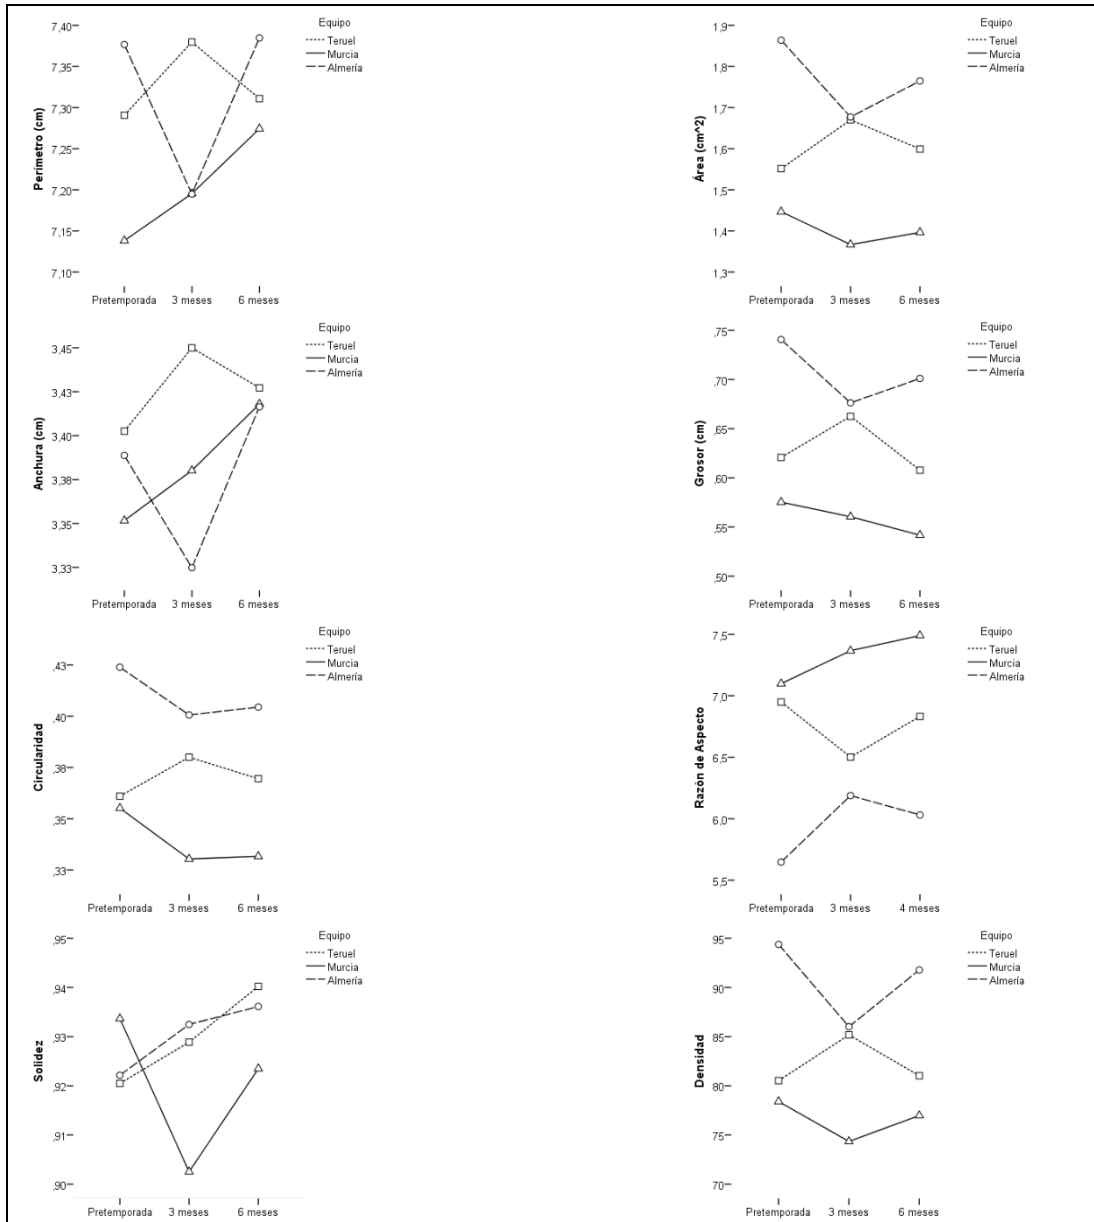 Perímetro (cm)
7,40
7,35
7,30
7,25
7,20
7,15
7,10
Pretemporada 3 meses 6 meses
Equipo
Teruel
Murcia
Almería
Área (cm^2)
1,9
1,8
1,7
1,6
1,5
1,4
1,3
Pretemporada 3 meses 6 meses
Equipo
Teruel
Murcia
Almería
Anchura (cm)
3,45
3,43
3,40
3,38
3,35
3,33
Pretemporada 3 meses 6 meses
Equipo
Teruel
Murcia
Almería
Grosor (cm)
,75
,70
,65
,60
,55
,50
Pretemporada 3 meses 6 meses
Equipo
Teruel
Murcia
Almería
Circularidad
,43
,40
,38
,35
,33
Pretemporada 3 meses 6 meses
Equipo
Teruel
Murcia
Almería
Razón de Aspecto
7,5
7,0
6,5
6,0
5,5
Pretemporada 3 meses 4 meses
Equipo
Teruel
Murcia
Almería
Solidez
,95
,94
,93
,92
,91
,90
Pretemporada 3 meses 6 meses
Equipo
Teruel
Murcia
Almería
Densidad
95
90
85
80
75
70
Pretemporada 3 meses 6 meses
Equipo
Teruel
Murcia
Almería